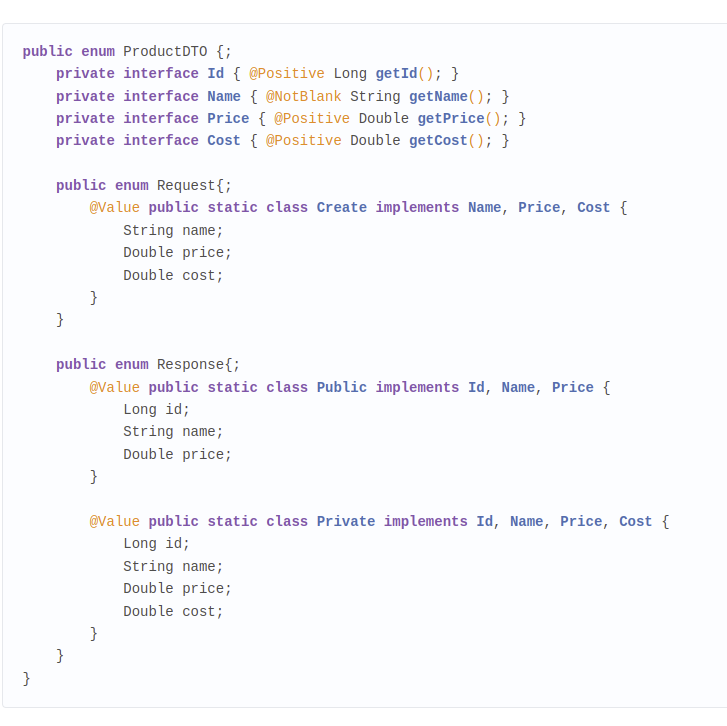 public enum ProductDTO {;
    private interface Id { @Positive Long getId(); }
    private interface Name { @NotBlank String getName(); }
    private interface Price { @Positive Double getPrice(); }
    private interface Cost { @Positive Double getCost(); }

    public enum Request{;
        @Value public static class Create implements Name, Price, Cost {
            String name;
            Double price;
            Double cost;
        }
    }

    public enum Response{;
        @Value public static class Public implements Id, Name, Price {
            Long id;
            String name;
            Double price;
        }

        @Value public static class Private implements Id, Name, Price, Cost {
            Long id;
            String name;
            Double price;
            Double cost;
        }
    }
}